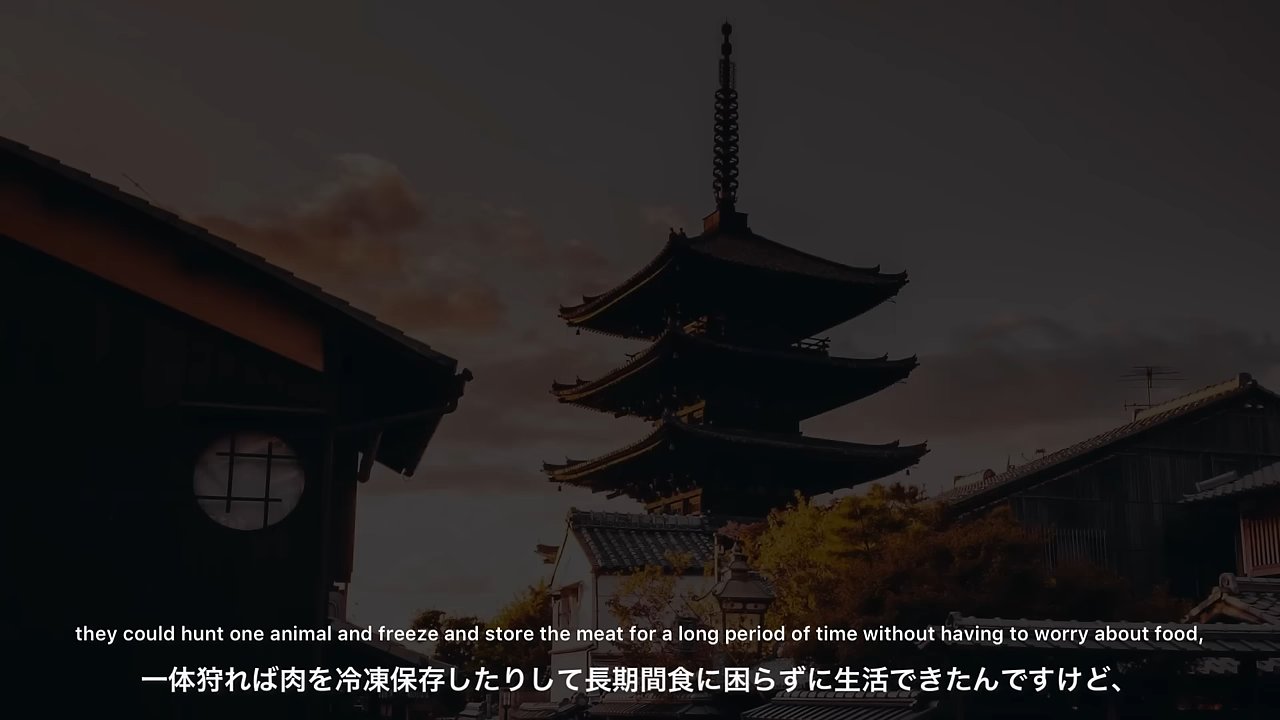 they could hunt one animal and freeze and store the meat for a long period of time without having to worry about food,
一体狩れば肉を冷凍保存したりして長期間食に困らずに生活できたんですけど、